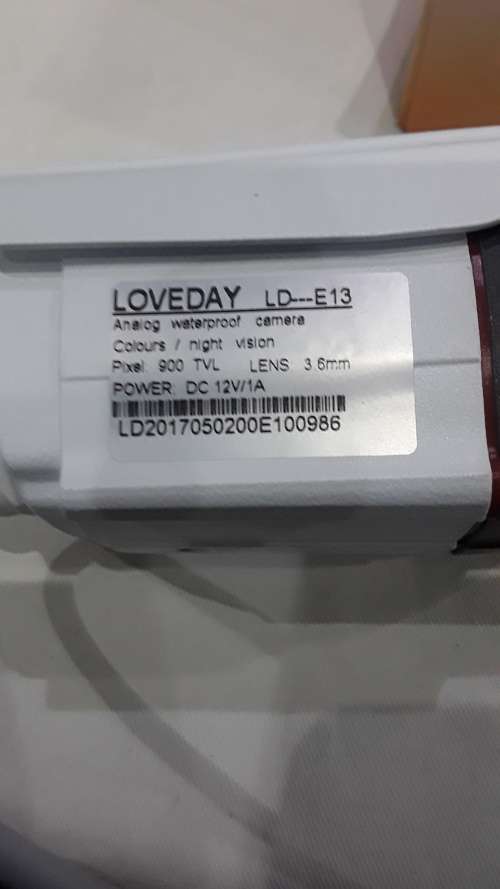 LOVEDAY LD---E13
Analog waterproof camera
Colours / night vision
Pixel: 900 TVL LENS 3.6mm
POWER: DC 12V/1A
LD2017050200E100986